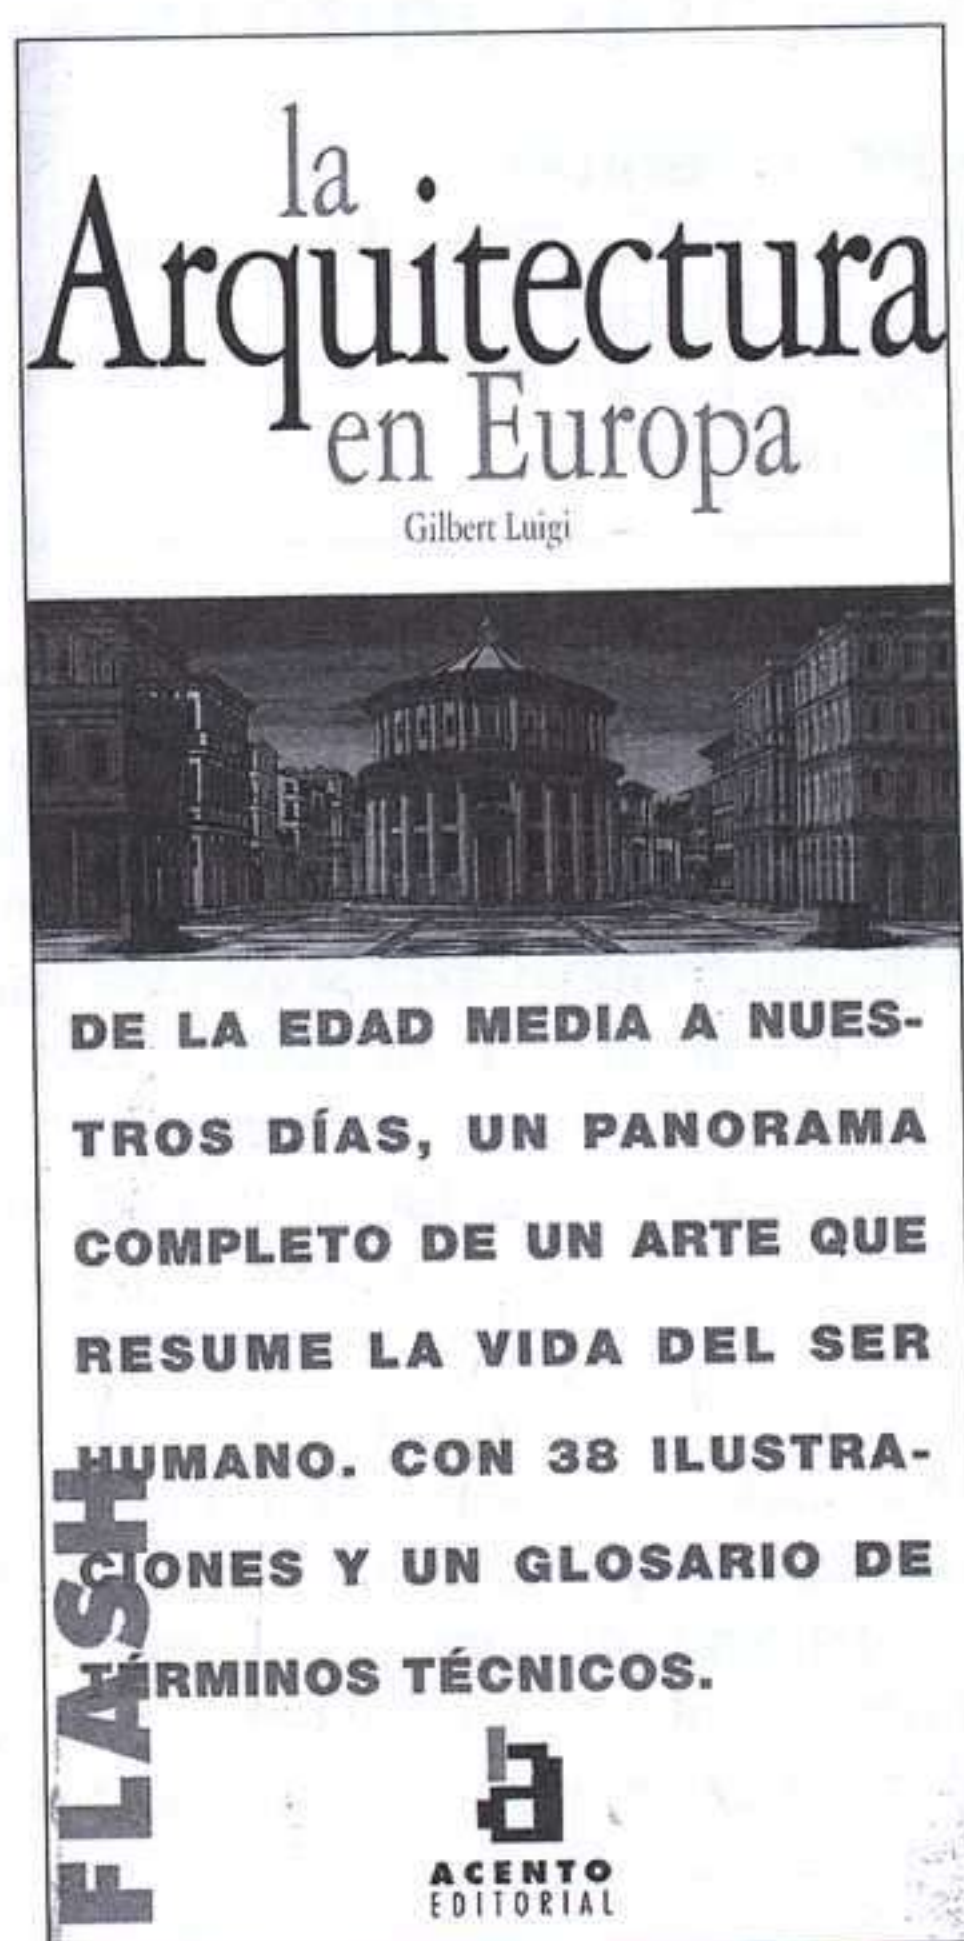 la
Arquitectura
en Europa
Gilbert Luigi
DE LA EDAD MEDIA A NUES-
TROS DÍAS, UN PANORAMA
COMPLETO DE UN ARTE QUE
RESUME LA VIDA DEL SER
HUMANO. CON 38 ILUSTRA-
CIONES Y UN GLOSARIO DE
TÉRMINOS TÉCNICOS.
FLASH
a
ACENTO
EDITORIAL